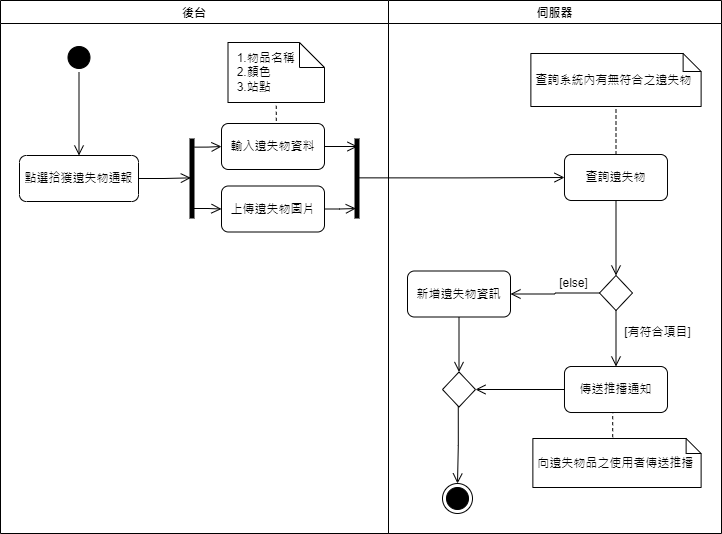 後台
伺服器
1.物品名稱
2.顏色
3.站點
查詢系統內有無符合之遺失物
輸入遺失物資料
點選拾獲遺失物通報
查詢遺失物
上傳遺失物圖片
[else]
新增遺失物資訊
[有符合項目]
傳送推播通知
向遺失物品之使用者傳送推播